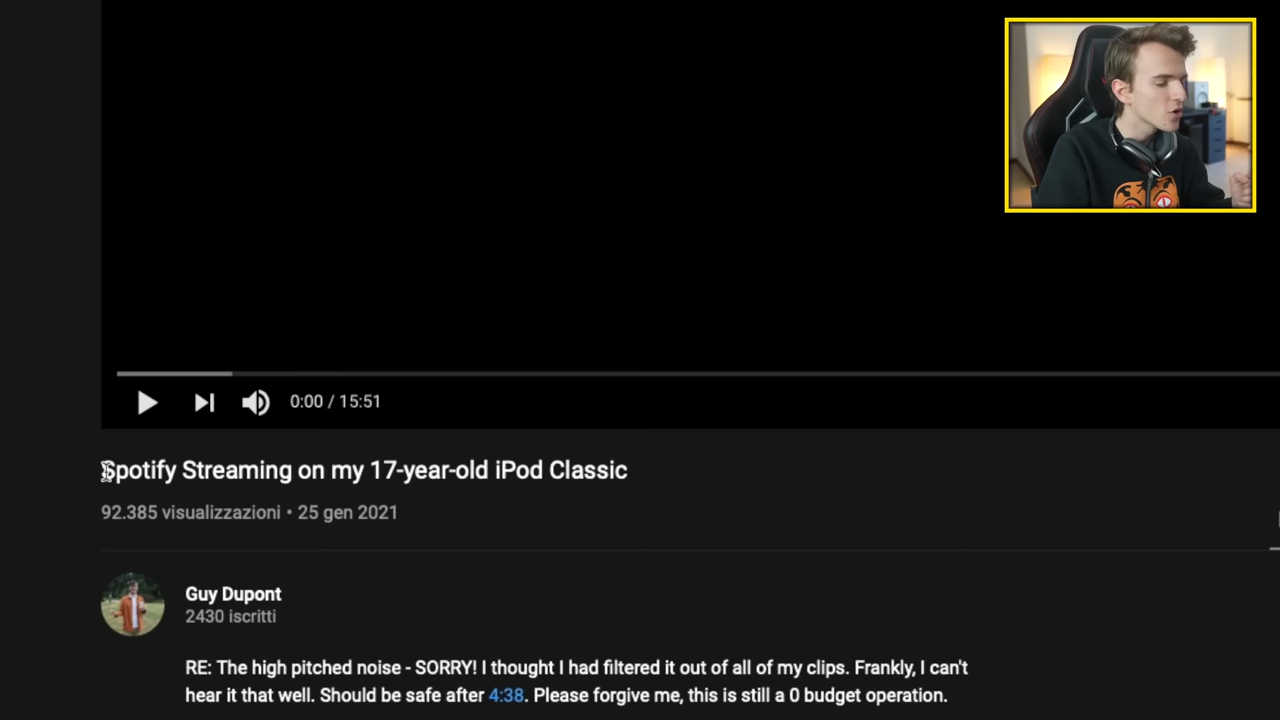 0:00 / 15:51
Spotify Streaming on my 17-year-old iPod Classic
92.385 visualizzazioni • 25 gen 2021
Guy Dupont
2430 iscritti
RE: The high pitched noise - SORRY! I thought I had filtered it out of all of my clips. Frankly, I can't
hear it that well. Should be safe after 4:38. Please forgive me, this is still a 0 budget operation.